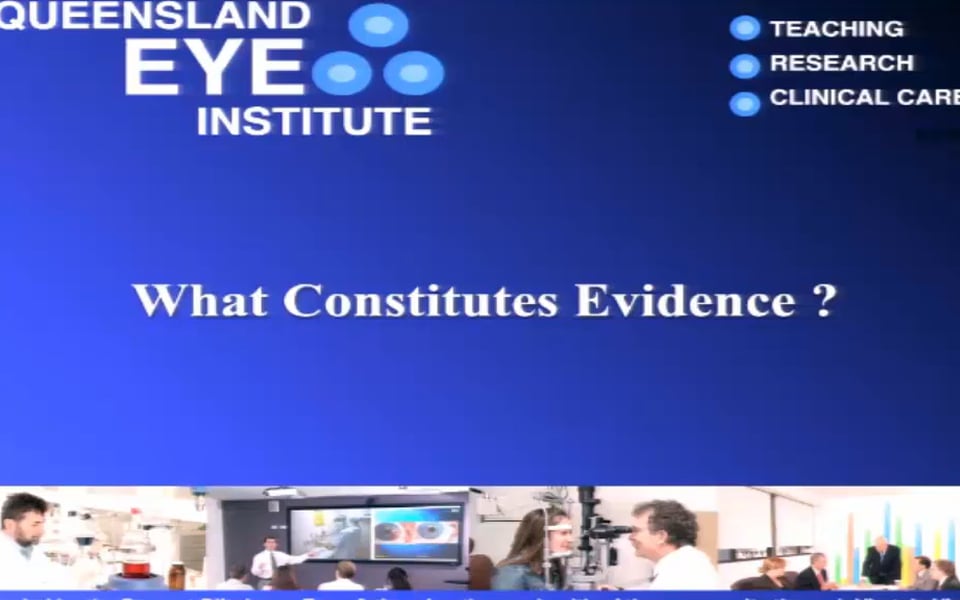 QUEENSLAND
EYE
INSTITUTE
TEACHING
RESEARCH
CLINICAL CARE
What Constitutes Evidence ?